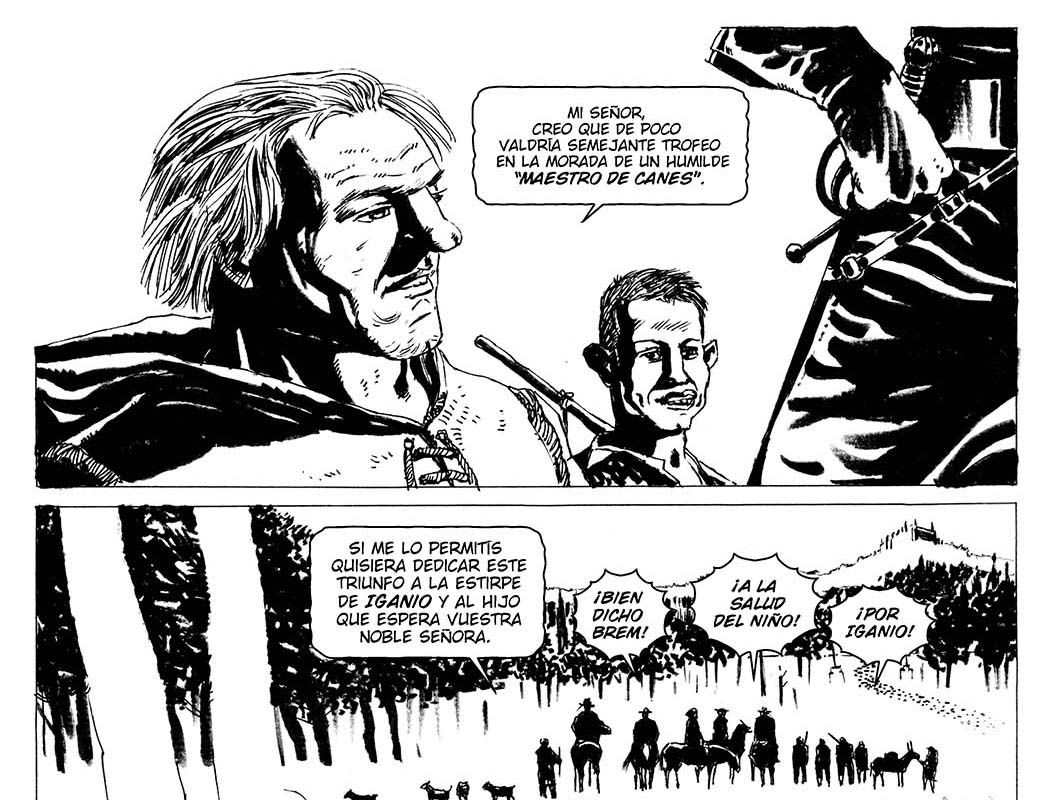 MI SEÑOR,
CREO QUE DE POCO
VALDRÍA SEMEJANTE TROFEO
EN LA MORADA DE UN HUMILDE
"MAESTRO DE CANES".
SI ME LO PERMITÍS
QUISIERA DEDICAR ESTE
TRIUNFO A LA ESTIRPE
DE IGANIO Y AL HIJO
QUE ESPERA VUESTRA
NOBLE SEÑORA.
¡BIEN
DICHO
BREM!
¡A LA
SALUD
DEL NIÑO!
¡POR
IGANIO!